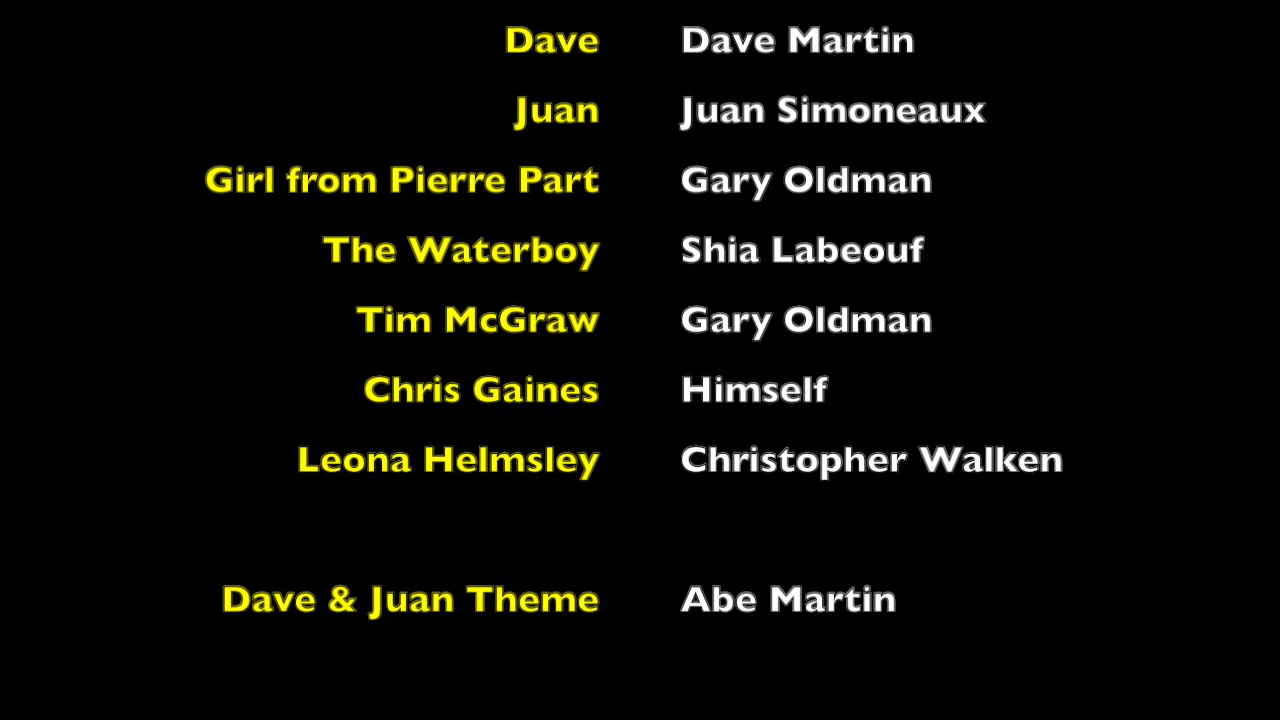 Dave Dave Martin
Juan Juan Simoneaux
Girl from Pierre Part Gary Oldman
The Waterboy Shia Labeouf
Tim McGraw Gary Oldman
Chris Gaines Himself
Leona Helmsley Christopher Walken
Dave & Juan Theme Abe Martin